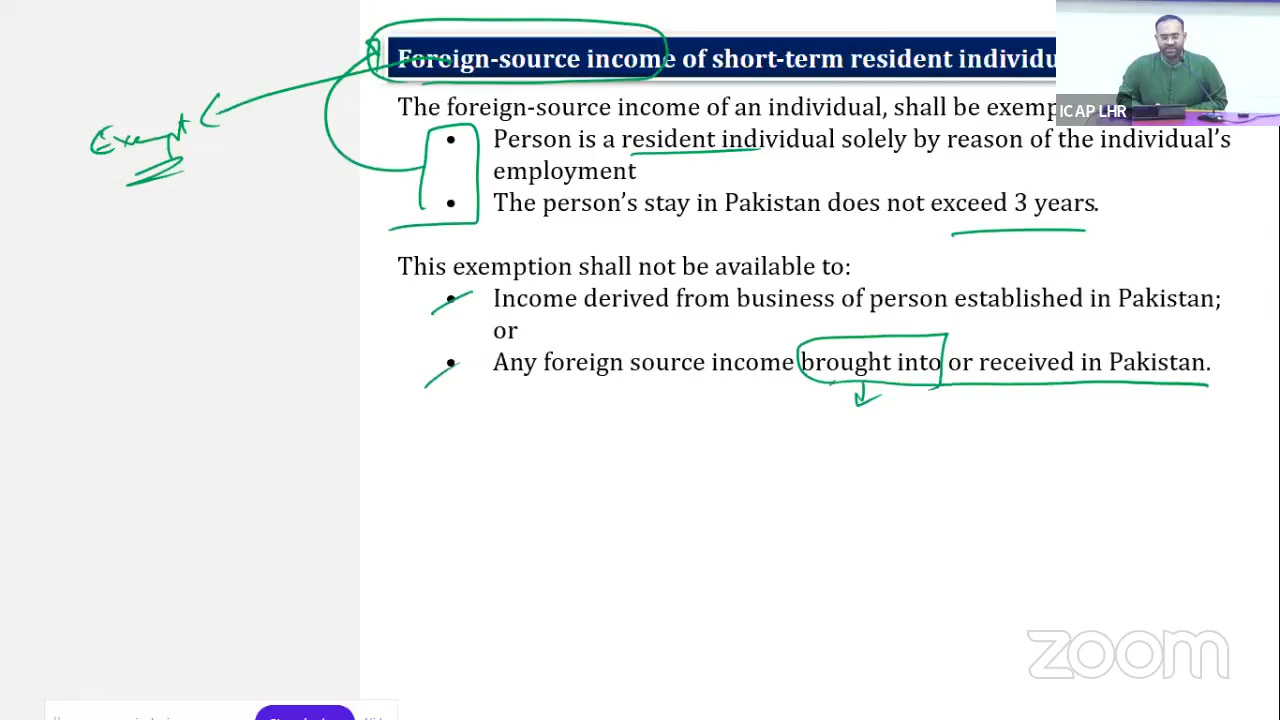 Foreign-source income of short-term resident individu
ICAP LHR
The foreign-source income of an individual, shall be exemp
Exempt
• Person is a resident individual solely by reason of the individual’s
employment
• The person’s stay in Pakistan does not exceed 3 years.
This exemption shall not be available to:
• Income derived from business of person established in Pakistan;
or
• Any foreign source income brought into or received in Pakistan.
zoom